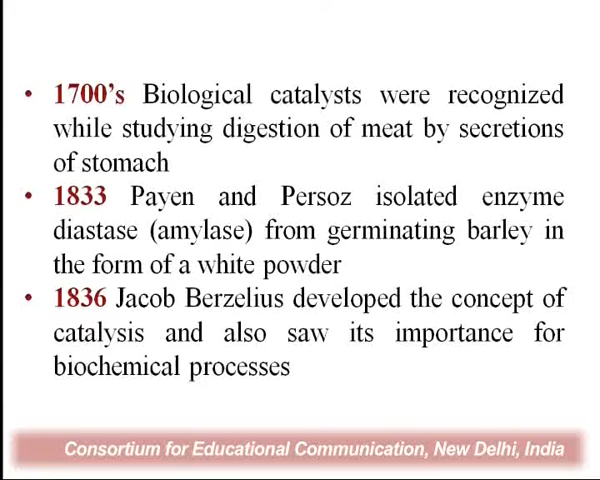 • 1700's Biological catalysts were recognized
while studying digestion of meat by secretions
of stomach
• 1833 Payen and Persoz isolated enzyme
diastase (amylase) from germinating barley in
the form of a white powder
• 1836 Jacob Berzelius developed the concept of
catalysis and also saw its importance for
biochemical processes
Consortium for Educational Communication, New Delhi, India